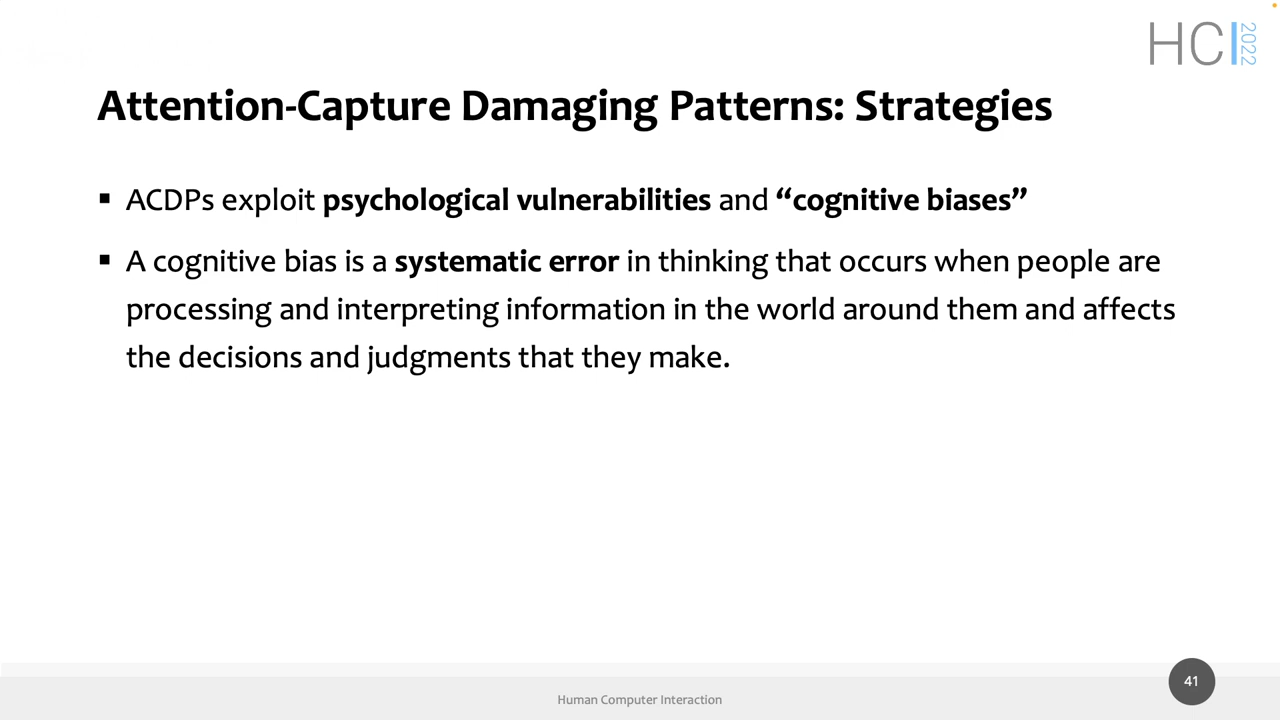 HCI 2022
Attention-Capture Damaging Patterns: Strategies
▪ ACDPs exploit psychological vulnerabilities and “cognitive biases”
▪ A cognitive bias is a systematic error in thinking that occurs when people are
processing and interpreting information in the world around them and affects
the decisions and judgments that they make.
41
Human Computer Interaction